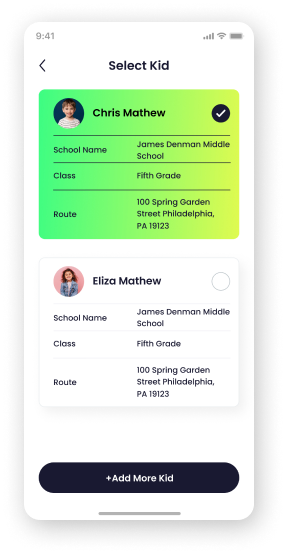 9:41
Select Kid
Chris Mathew
School Name
James Denman Middle
School
Class
Fifth Grade
Route
100 Spring Garden
Street Philadelphia,
PA 19123
Eliza Mathew
School Name
James Denman Middle
School
Class
Fifth Grade
Route
100 Spring Garden
Street Philadelphia,
PA 19123
+Add More Kid